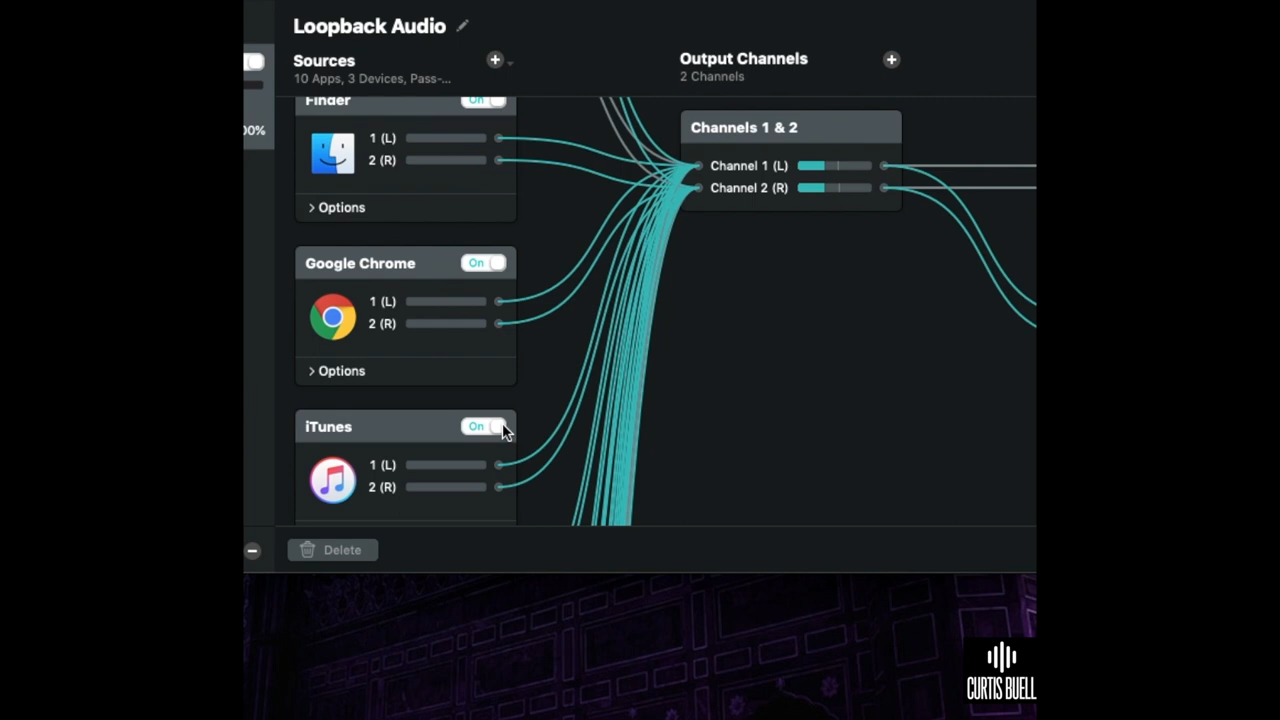 Loopback Audio
Sources
10 Apps, 3 Devices, Pass-...
Output Channels
2 Channels
00%
Finder
On
1 (L)
2 (R)
> Options
Channels 1 & 2
Channel 1 (L)
Channel 2 (R)
Google Chrome
On
1 (L)
2 (R)
> Options
iTunes
On
1 (L)
2 (R)
Delete
CURTIS BUELL